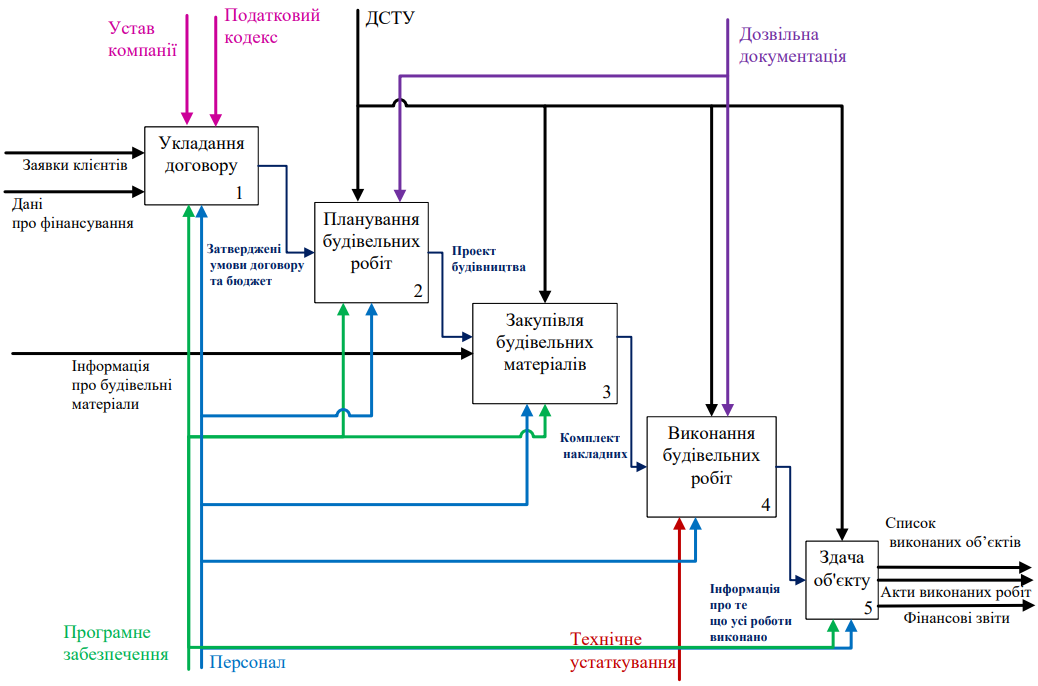 Устав
компанії
Податковий
кодекс
ДСТУ
Дозвільна
документація
Укладання
договору
1
Заявки клієнтів
Дані
про фінансування
Затверджені
умови договору
та бюджет
Планування
будівельних
робіт
2
Проект
будівництва
Закупівля
будівельних
матеріалів
3
Інформація
про будівельні
матеріали
Комплект
накладних
Виконання
будівельних
робіт
4
Список
виконаних об’єктів
Здача
об'єкту
5
Акти виконаних робіт
Фінансові звіти
Інформація
про те
що усі роботи
виконано
Програмне
забезпечення
Персонал
Технічне
устаткування